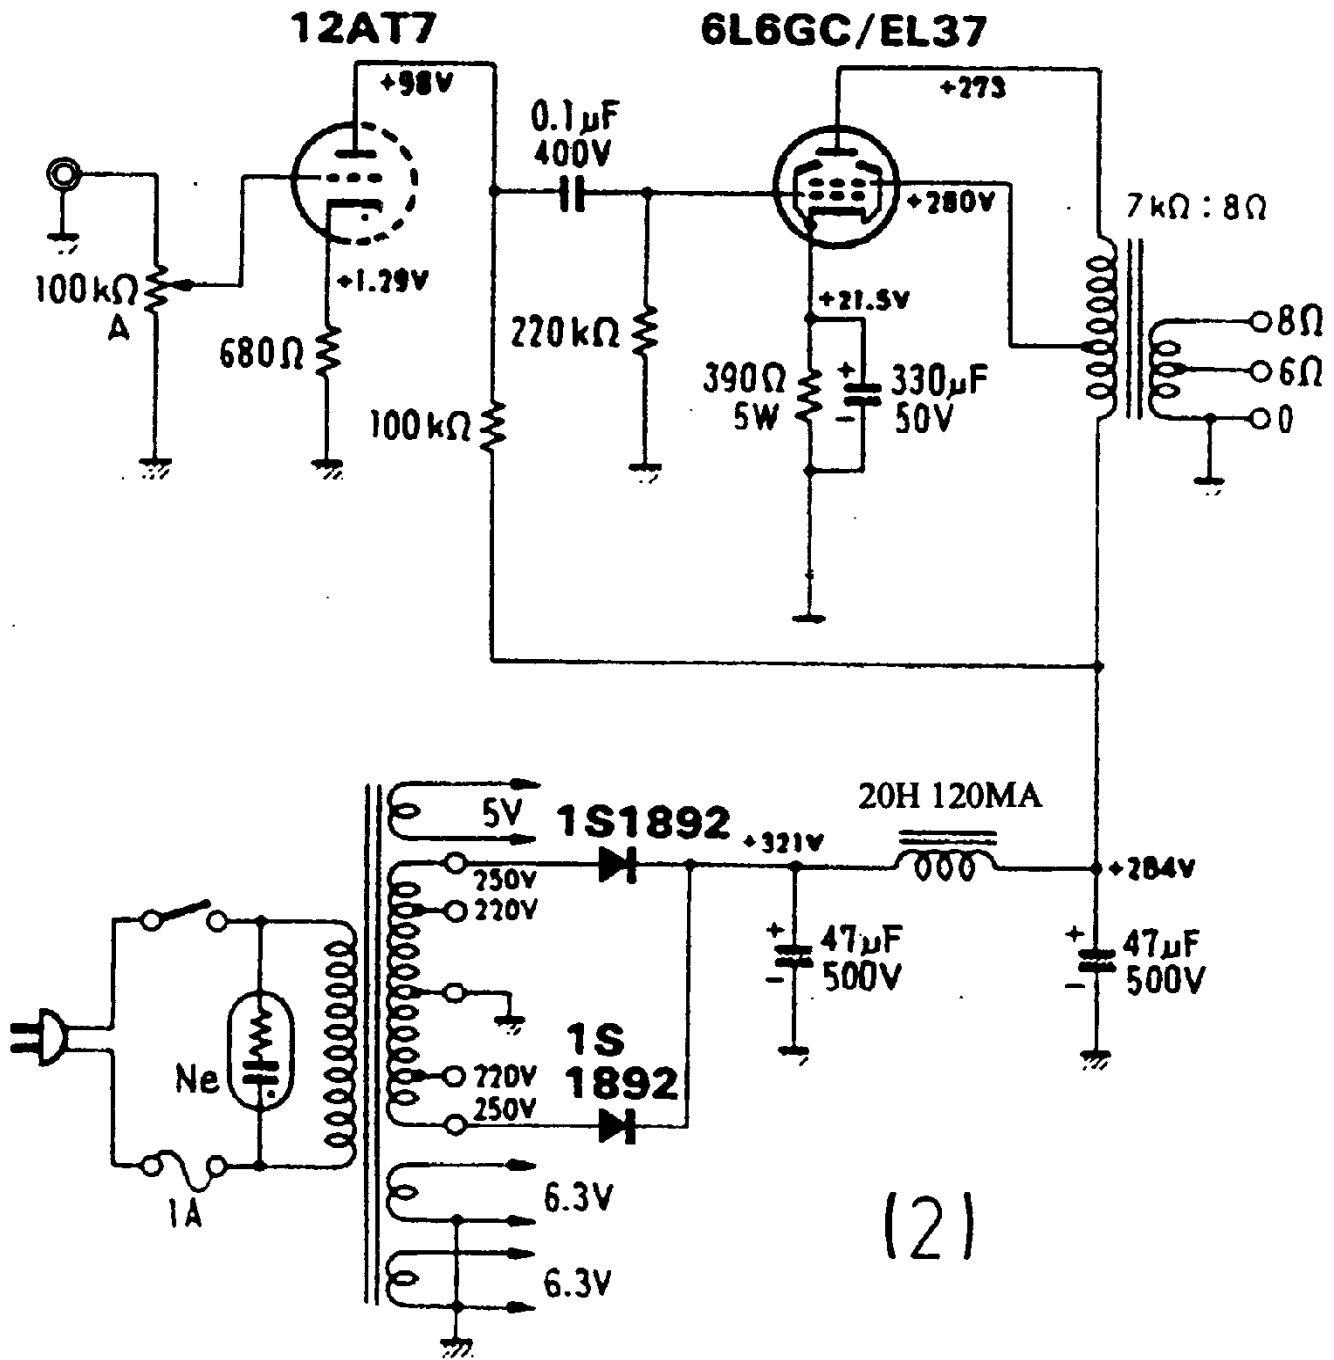 12AT7
6L6GC/EL37
+98V
+273
0.1μF
400V
+280V
7kΩ : 8Ω
100kΩ
A
+1.29V
+21.5V
680Ω
220kΩ
390Ω
5W
330μF
50V
8Ω
6Ω
0
100kΩ
5V
1S1892
20H 120MA
+321V
+284V
250V
220V
47μF
500V
47μF
500V
1S
1892
Ne
220V
250V
1A
6.3V
6.3V
(2)